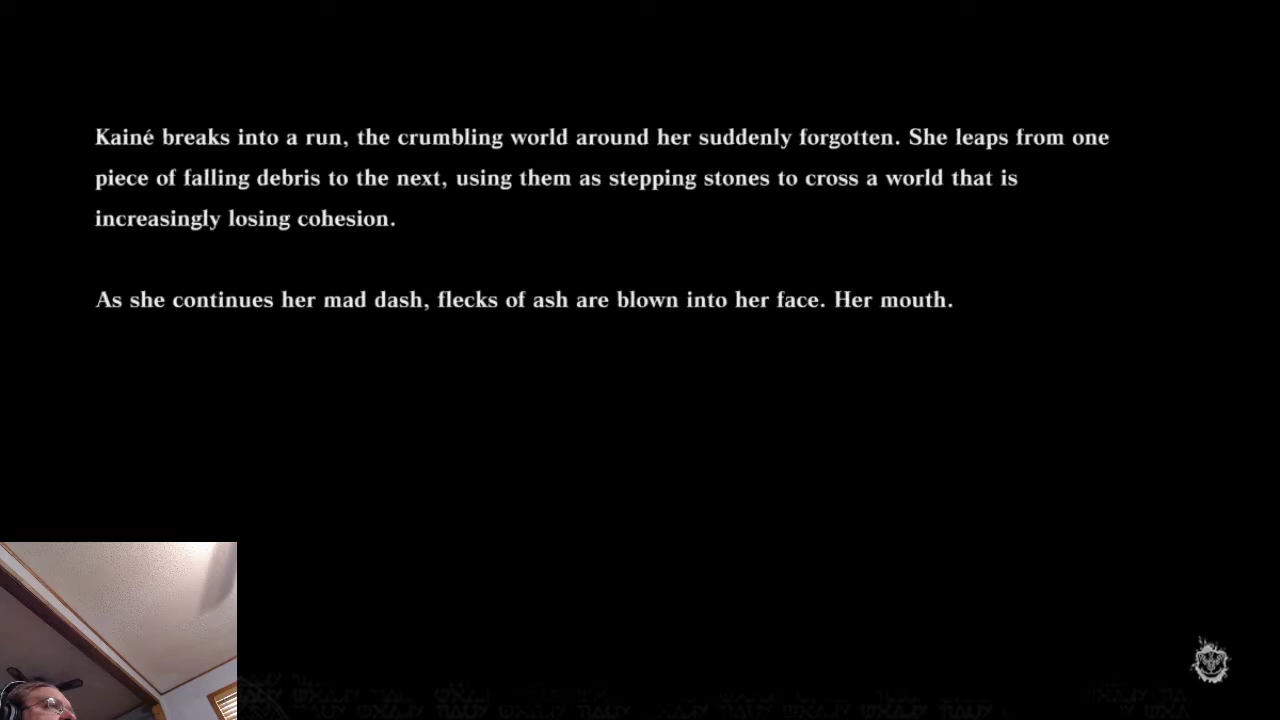 Kainé breaks into a run, the crumbling world around her suddenly forgotten. She leaps from one
piece of falling debris to the next, using them as stepping stones to cross a world that is
increasingly losing cohesion.
As she continues her mad dash, flecks of ash are blown into her face. Her mouth.